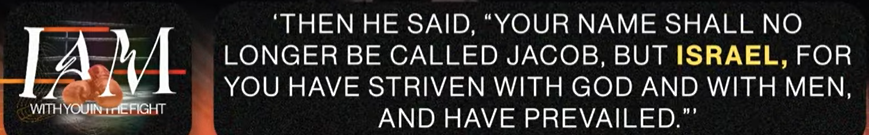 I AM
WITH YOU IN THE FIGHT
‘THEN HE SAID, “YOUR NAME SHALL NO
LONGER BE CALLED JACOB, BUT ISRAEL, FOR
YOU HAVE STRIVEN WITH GOD AND WITH MEN,
AND HAVE PREVAILED.”’